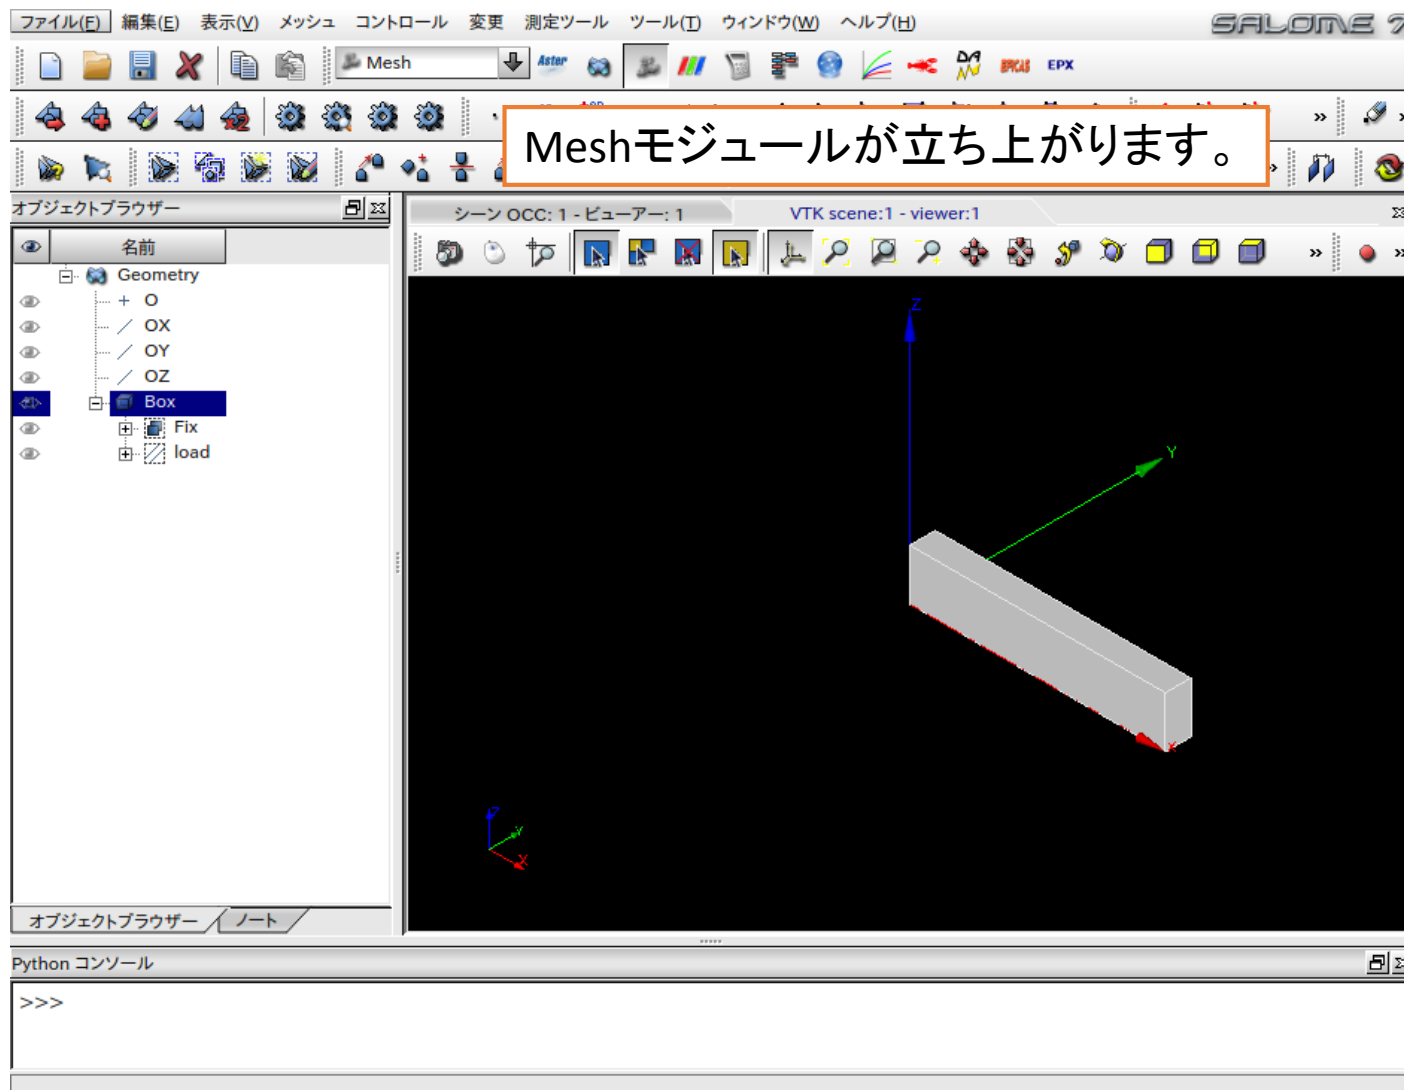 ファイル(F) 編集(E) 表示(V) メッシュ コントロール 変更 測定ツール ツール(T) ウィンドウ(W) ヘルプ(H) SALOME 7
Mesh Aster EFICAS EPX
Meshモジュールが立ち上がります。
オブジェクトブラウザー
シーン OCC: 1 - ビューアー: 1 VTK scene:1 - viewer:1
名前
Geometry
O
OX
OY
OZ
Box
Fix
load
Z
Y
X
Z
Y
X
オブジェクトブラウザー ノート
Python コンソール
>>>